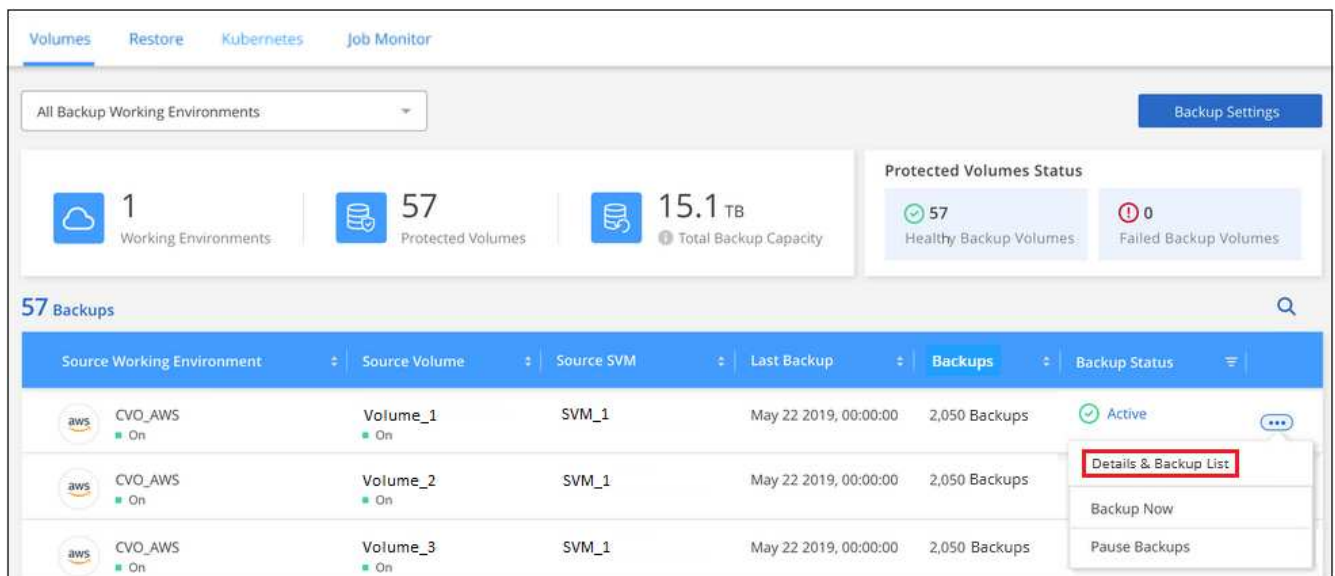 Volumes Restore Kubernetes Job Monitor
All Backup Working Environments Backup Settings
Protected Volumes Status
1 57 15.1 TB 57 0
Working Environments Protected Volumes Total Backup Capacity Healthy Backup Volumes Failed Backup Volumes
57 Backups
Source Working Environment Source Volume Source SVM Last Backup Backups Backup Status
aws CVO_AWS Volume_1 SVM_1 May 22 2019, 00:00:00 2,050 Backups Active
On On
Details & Backup List
aws CVO_AWS Volume_2 SVM_1 May 22 2019, 00:00:00 2,050 Backups
On On
Backup Now
aws CVO_AWS Volume_3 SVM_1 May 22 2019, 00:00:00 2,050 Backups Pause Backups
On On